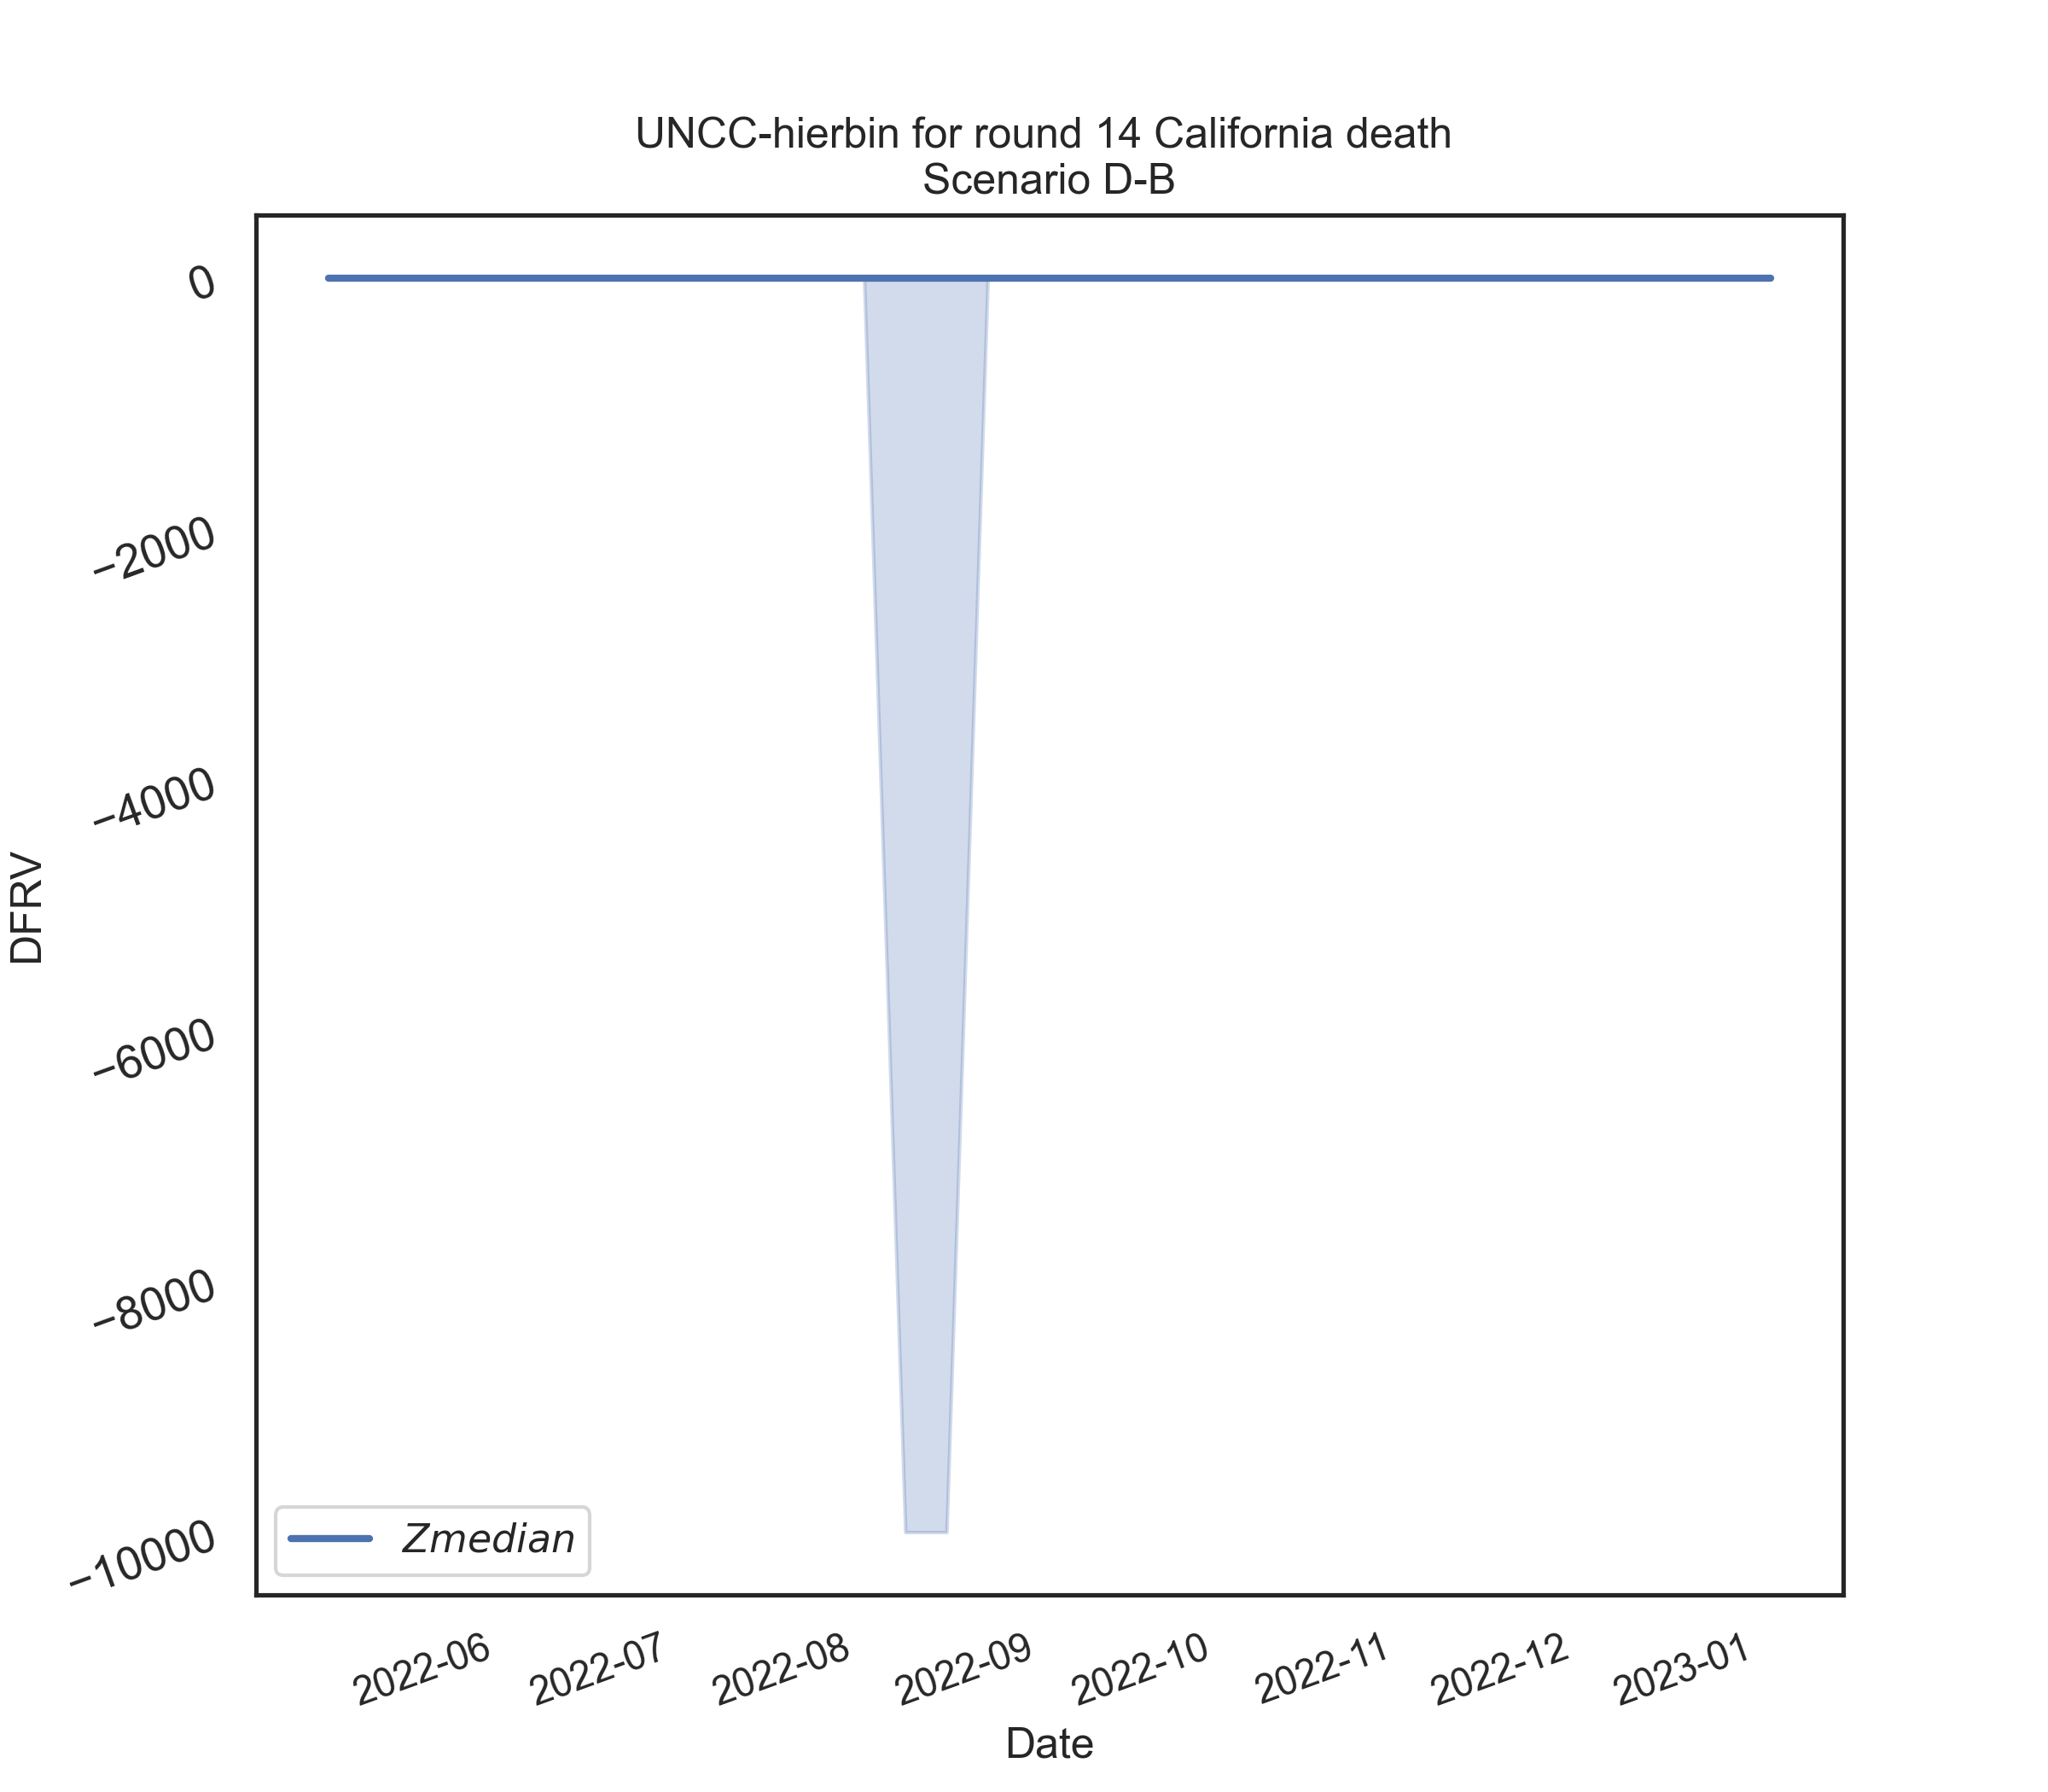 UNCC-hierbin for round 14 California death
Scenario D-B
DFRV
0
−2000
−4000
−6000
−8000
−10000
Zmedian
2022-06
2022-07
2022-08
2022-09
2022-10
2022-11
2022-12
2023-01
Date